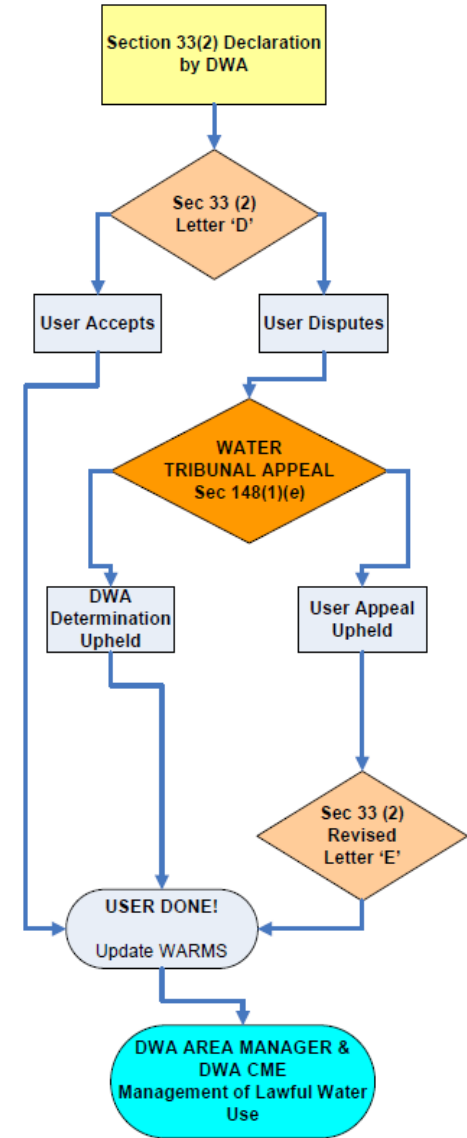 Section 33(2) Declaration
by DWA
Sec 33 (2)
Letter ‘D’
User Accepts
User Disputes
WATER
TRIBUNAL APPEAL
Sec 148(1)(e)
DWA
Determination
Upheld
User Appeal
Upheld
Sec 33 (2)
Revised
Letter ‘E’
USER DONE!
Update WARMS
DWA AREA MANAGER &
DWA CME
Management of Lawful Water
Use